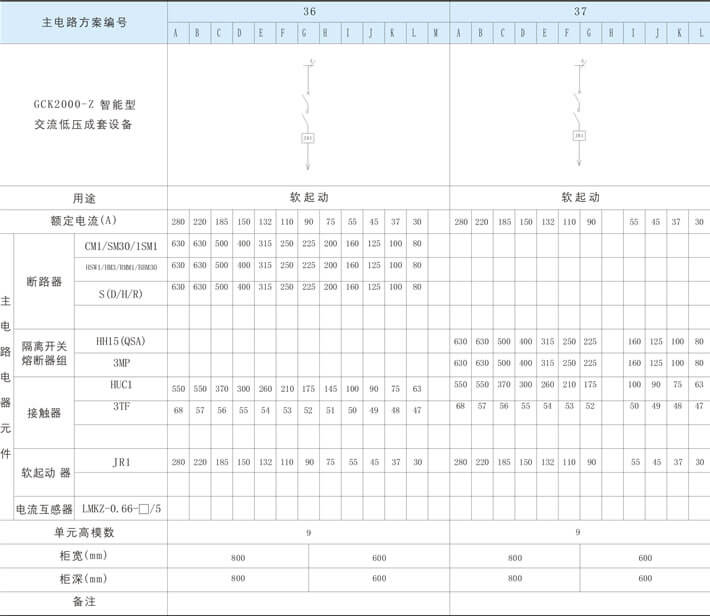 主电路方案编号 36 37
A B C D E F G H I J K L M A B C D E F G H I J K L
GCK2000-Z 智能型
交流低压成套设备
JR1 JR1
用途 软起动 软起动
额定电流(A) 280 220 185 150 132 110 90 75 55 45 37 30 280 220 185 150 132 110 90 55 45 37 30
主电路电器元件
断路器
CM1/SM30/1SM1 630 630 500 400 315 250 225 200 160 125 100 80
HSW1/HM3/RMM1/BBM30 630 630 500 400 315 250 225 200 160 125 100 80
S(D/H/R) 630 630 500 400 315 250 225 200 160 125 100 80
隔离开关
熔断器组
HH15(QSA) 630 630 500 400 315 250 225 160 125 100 80
3MP 630 630 500 400 315 250 225 160 125 100 80
接触器
HUC1 550 550 370 300 260 210 175 145 100 90 75 63 550 550 370 300 260 210 175 100 90 75 63
3TF 68 57 56 55 54 53 52 51 50 49 48 47 68 57 56 55 54 53 52 50 49 48 47
软起动 器
JR1 280 220 185 150 132 110 90 75 55 45 37 30 280 220 185 150 132 110 90 55 45 37 30
电流互感器 LMKZ-0.66-□/5
单元高模数 9 9
柜宽(mm) 800 600 800 600
柜深(mm) 800 600 800 600
备注